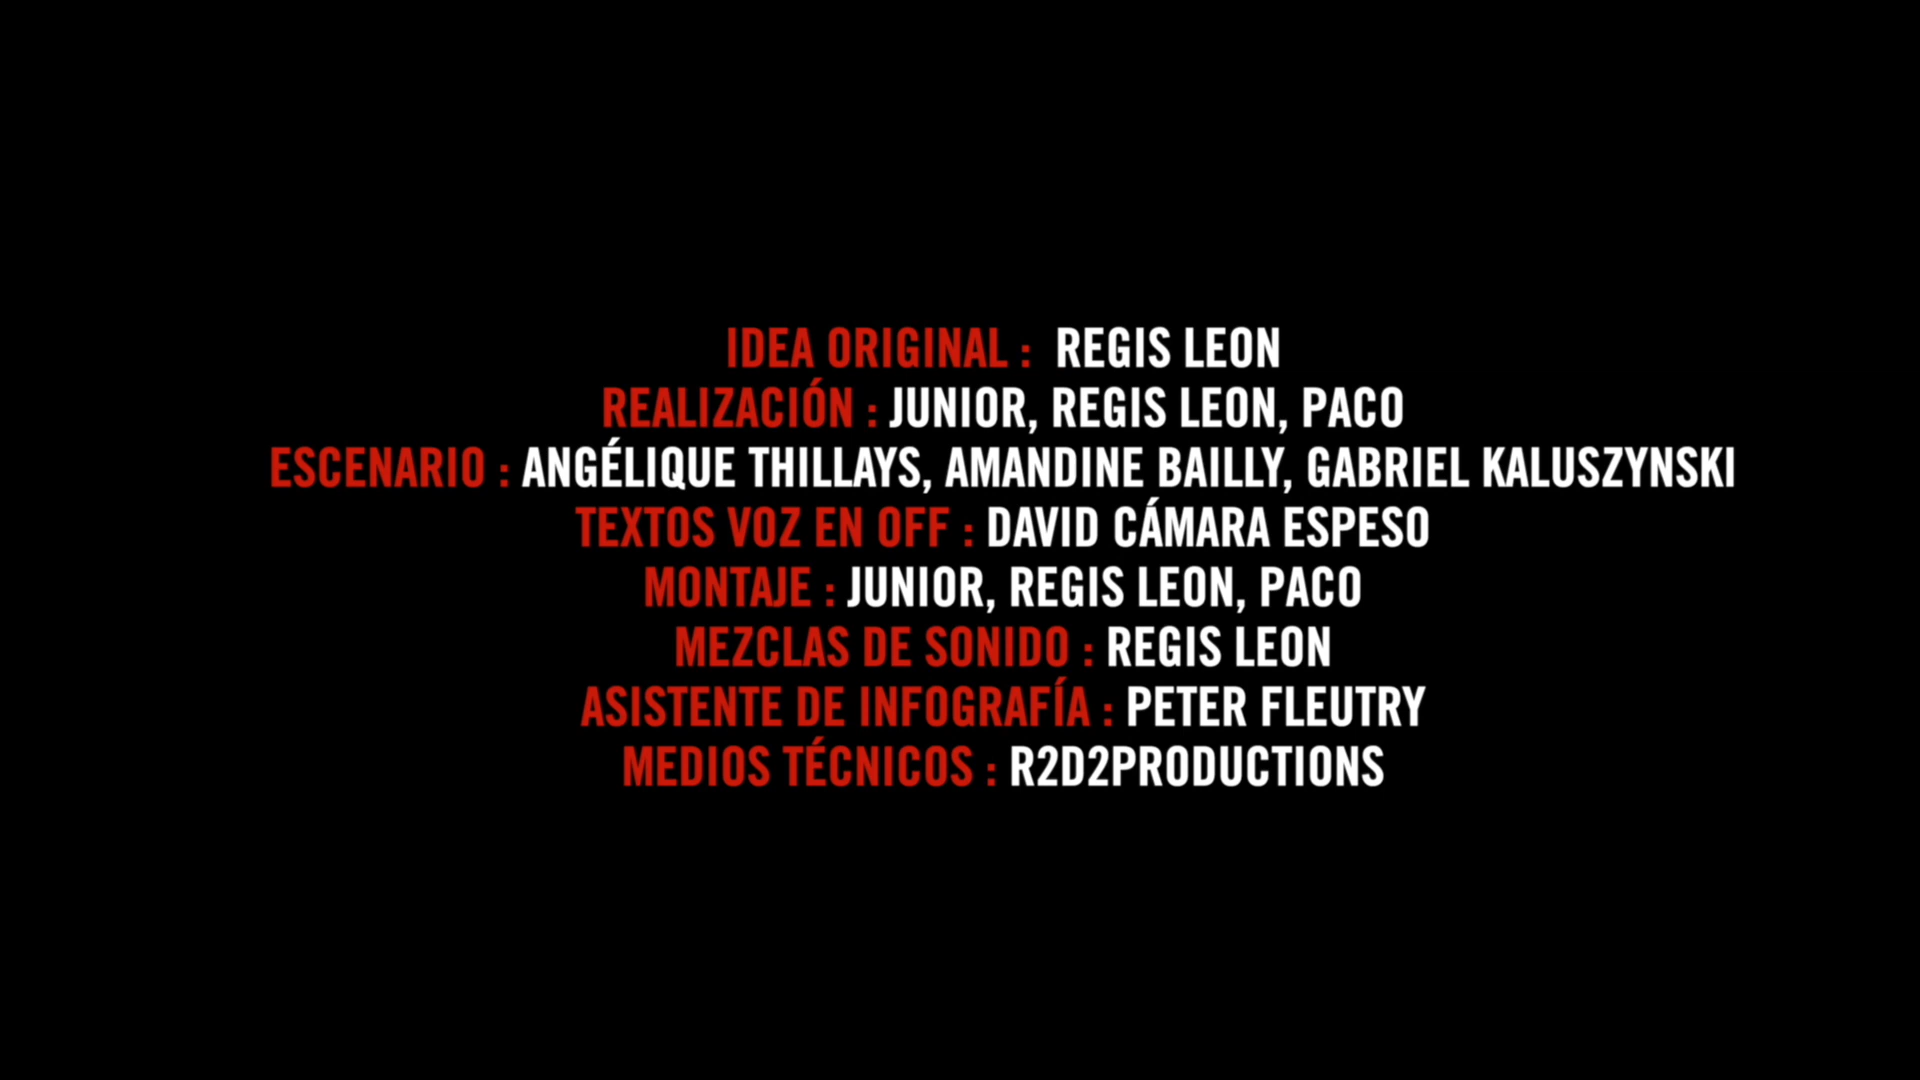 IDEA ORIGINAL :  REGIS LEON
REALIZACIÓN : JUNIOR, REGIS LEON, PACO
ESCENARIO : ANGÉLIQUE THILLAYS, AMANDINE BAILLY, GABRIEL KALUSZYNSKI
TEXTOS VOZ EN OFF : DAVID CÁMARA ESPESO
MONTAJE : JUNIOR, REGIS LEON, PACO
MEZCLAS DE SONIDO : REGIS LEON
ASISTENTE DE INFOGRAFÍA : PETER FLEUTRY
MEDIOS TÉCNICOS : R2D2PRODUCTIONS